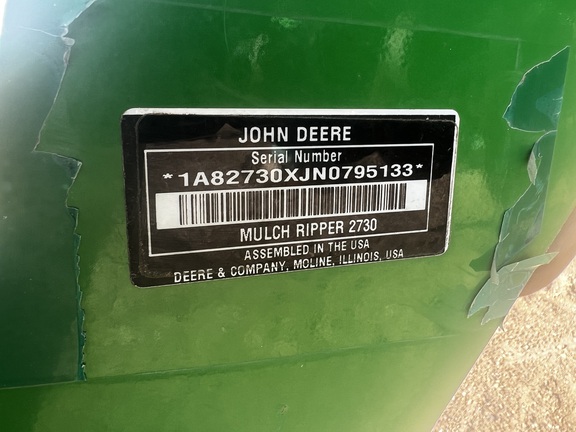 JOHN DEERE
Serial Number
*1A82730XJN0795133*
MULCH RIPPER 2730
ASSEMBLED IN THE USA
DEERE & COMPANY, MOLINE, ILLINOIS, USA